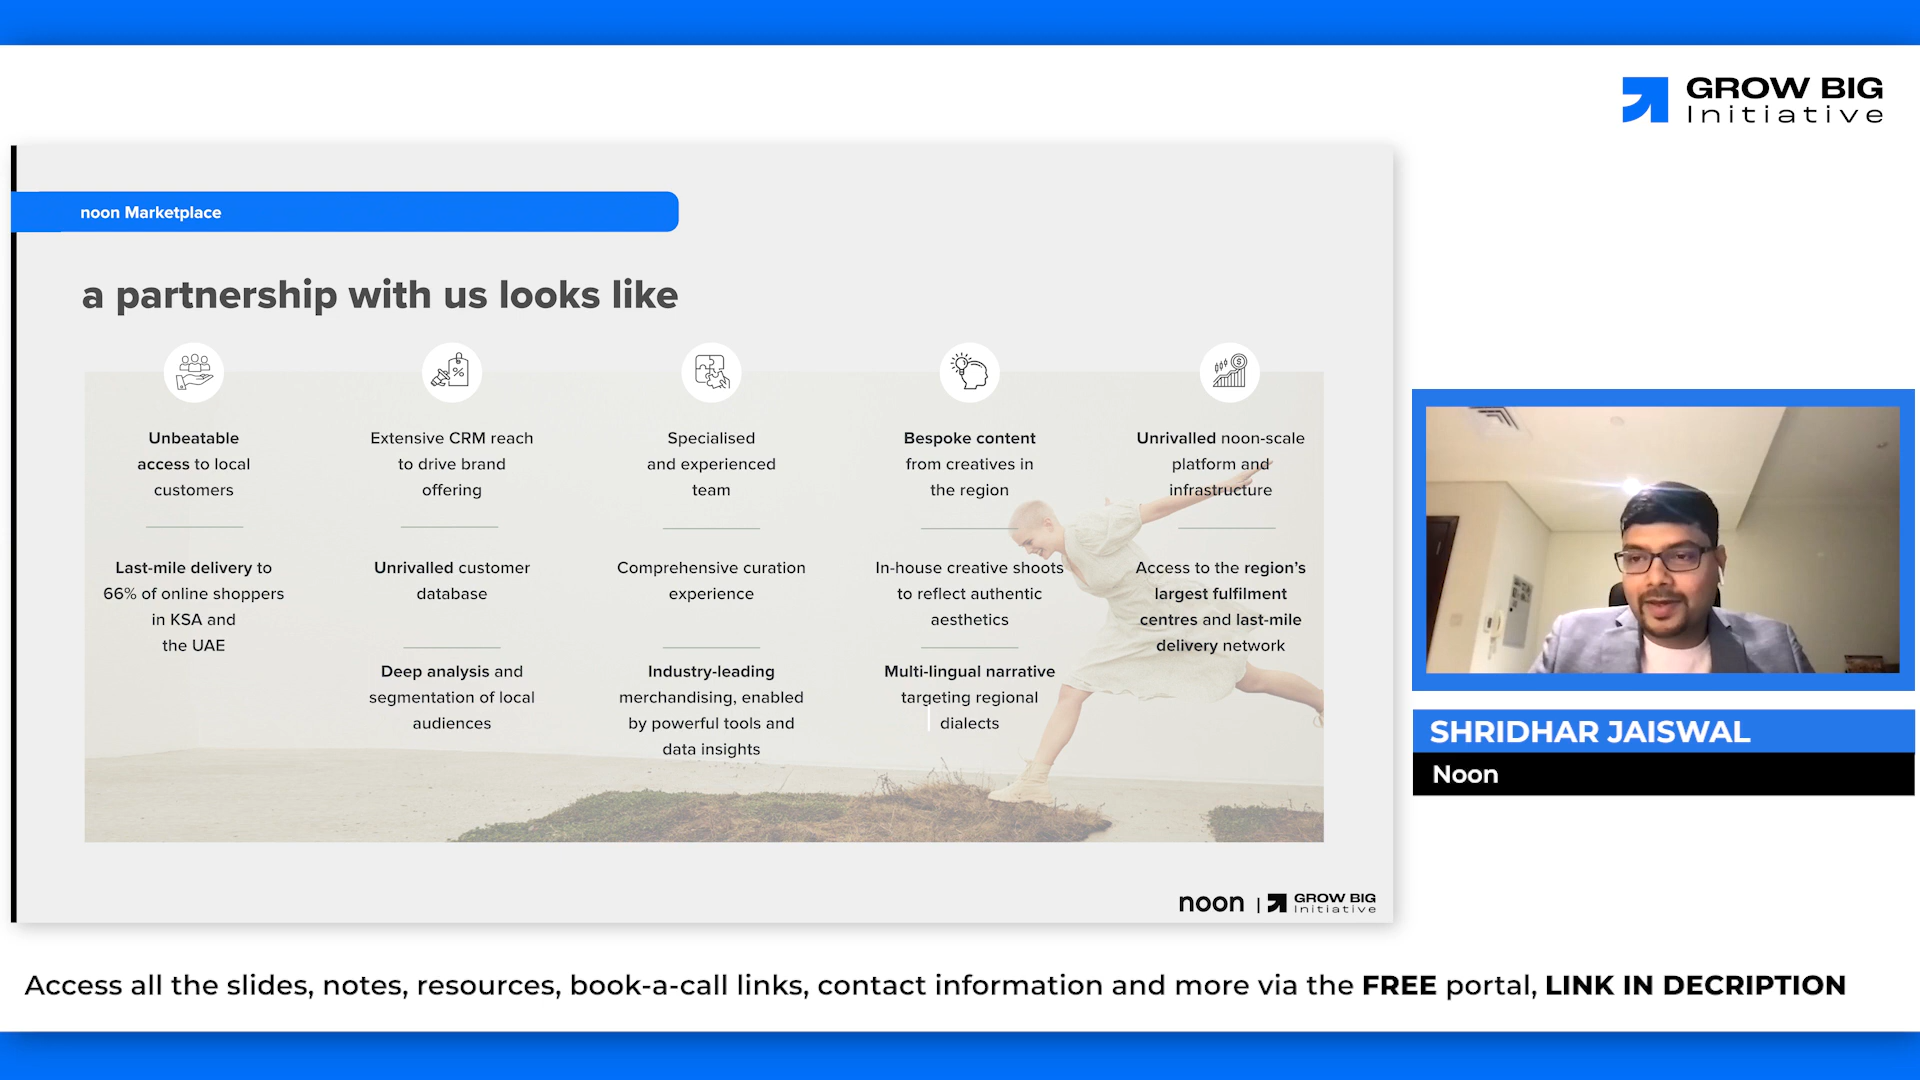 GROW BIG
Initiative
noon Marketplace
a partnership with us looks like
Unbeatable
access to local
customers
Last-mile delivery to
66% of online shoppers
in KSA and
the UAE
Extensive CRM reach
to drive brand
offering
Unrivalled customer
database
Deep analysis and
segmentation of local
audiences
Specialised
and experienced
team
Comprehensive curation
experience
Industry-leading
merchandising, enabled
by powerful tools and
data insights
Bespoke content
from creatives in
the region
In-house creative shoots
to reflect authentic
aesthetics
Multi-lingual narrative
targeting regional
dialects
Unrivalled noon-scale
platform and
infrastructure
Access to the region’s
largest fulfilment
centres and last-mile
delivery network
noon | GROW BIG
Initiative
SHRIDHAR JAISWAL
Noon
Access all the slides, notes, resources, book-a-call links, contact information and more via the FREE portal, LINK IN DECRIPTION